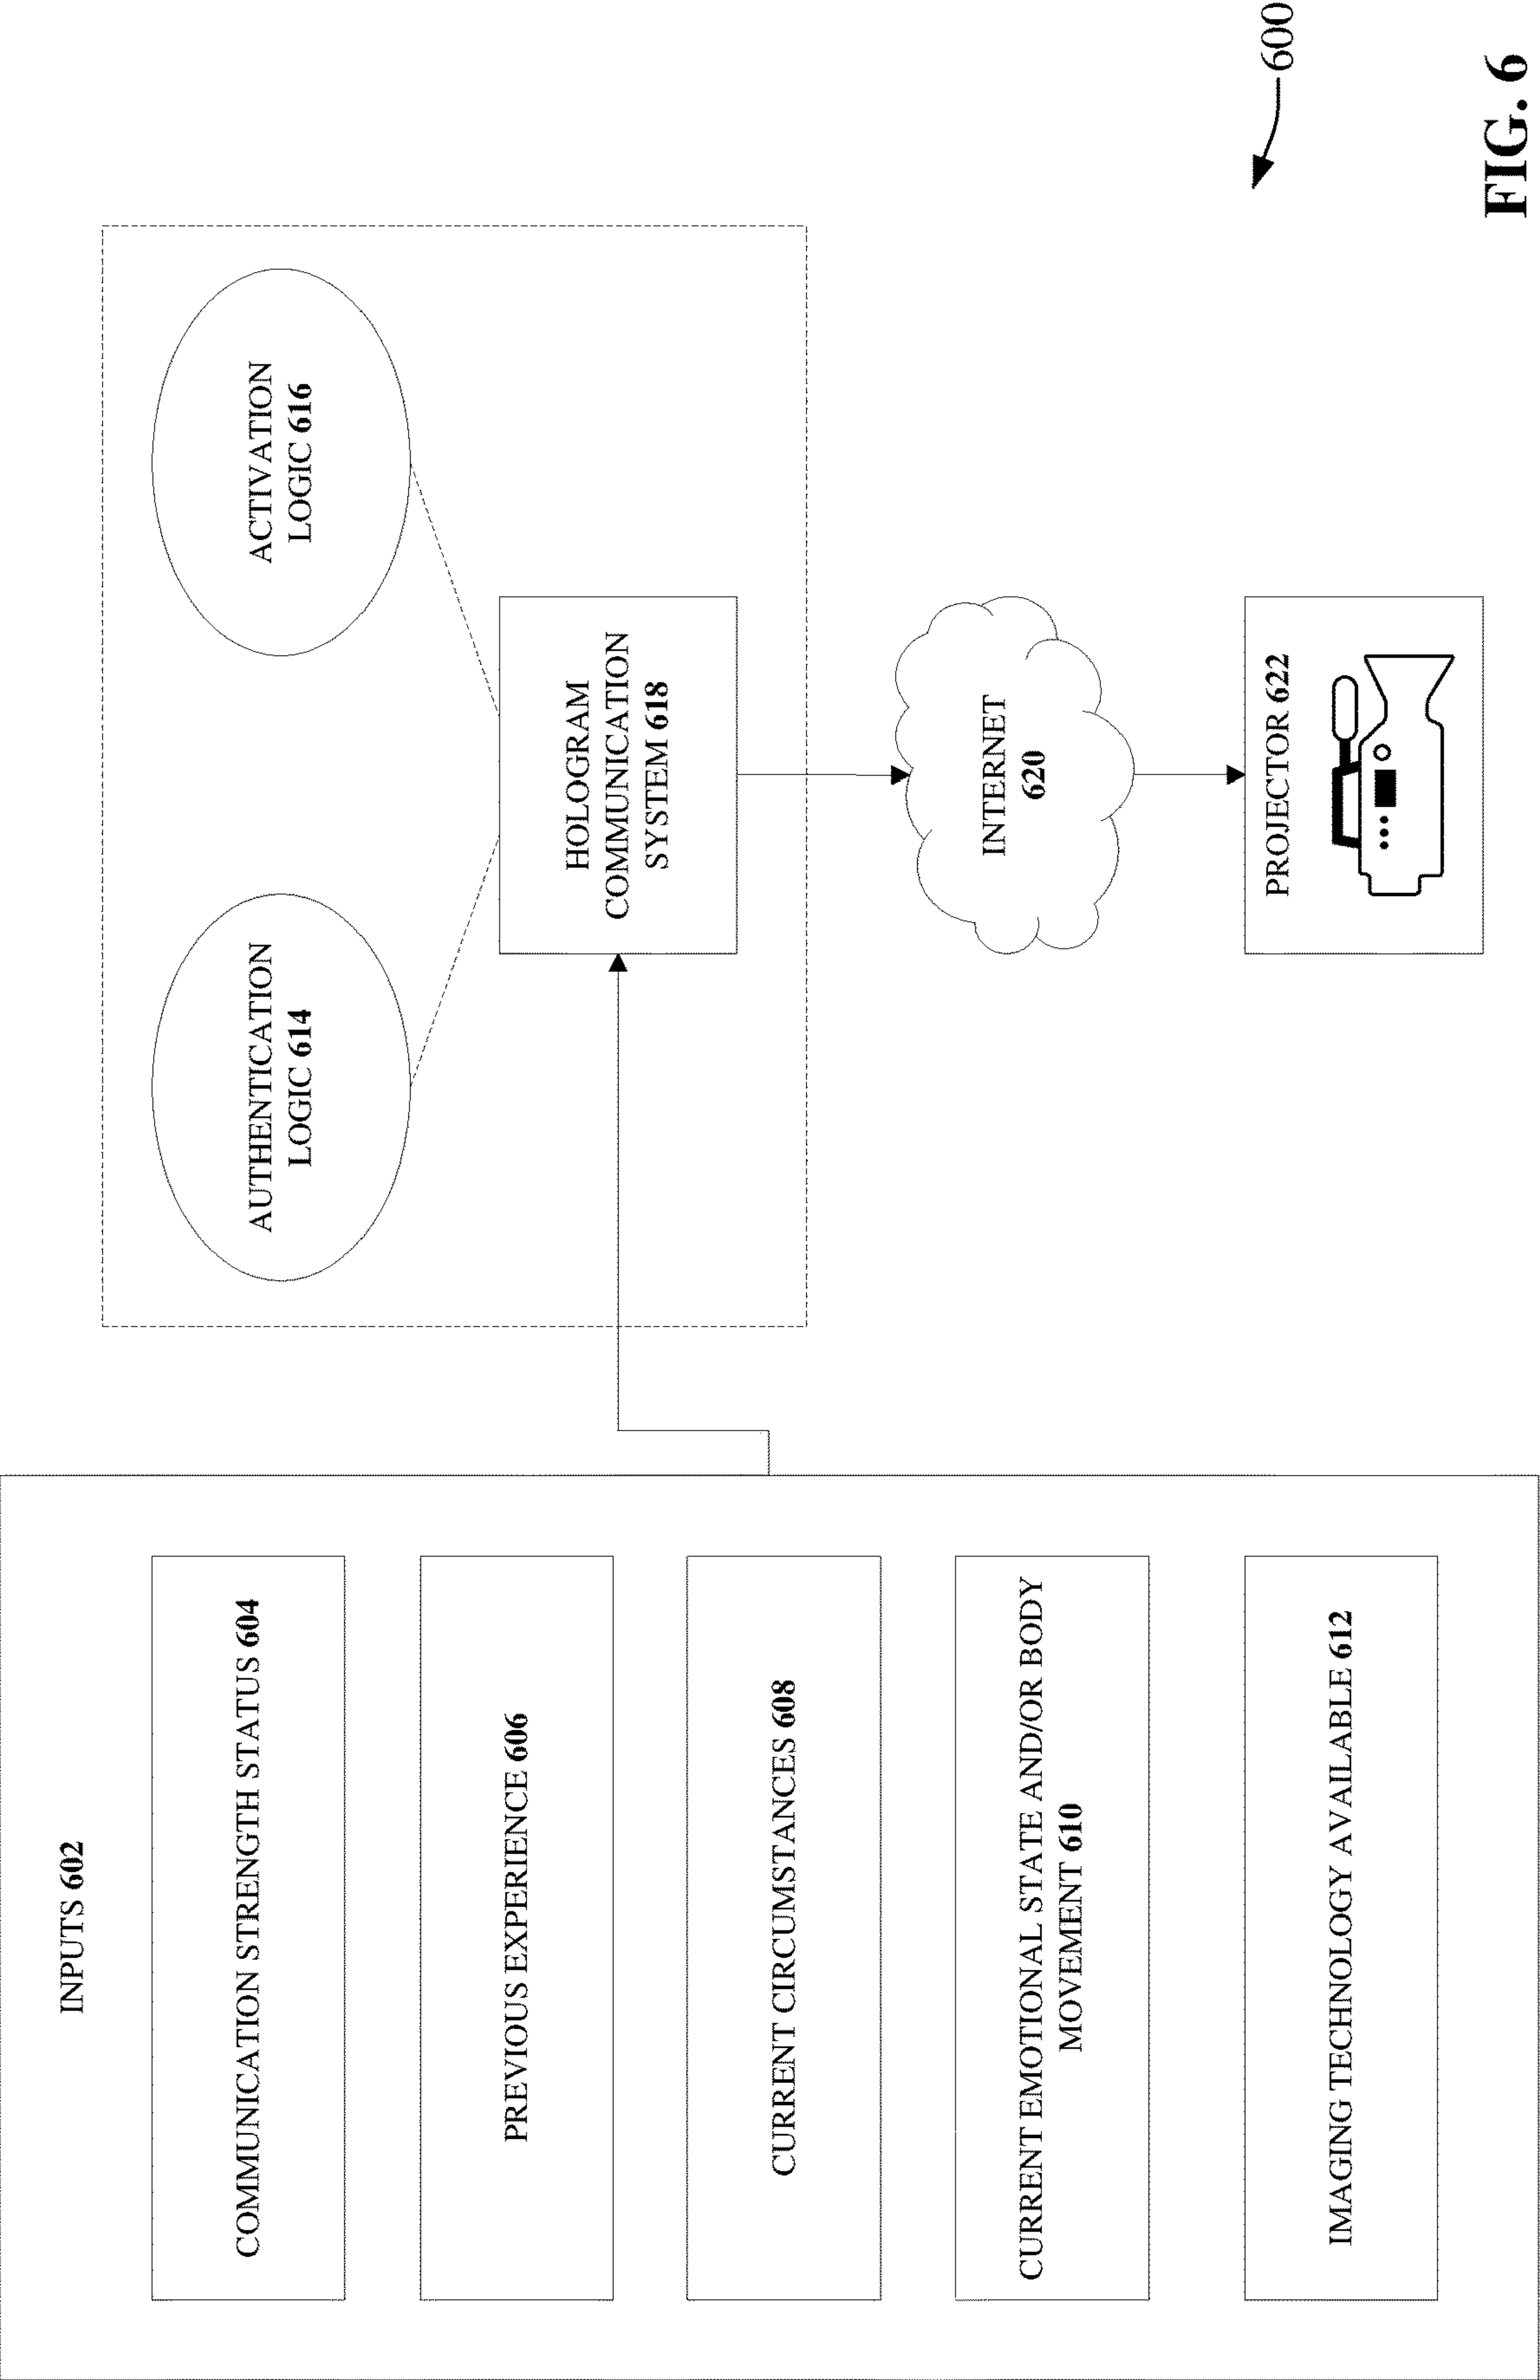 INPUTS 602
COMMUNICATION STRENGTH STATUS 604
PREVIOUS EXPERIENCE 606
CURRENT CIRCUMSTANCES 608
CURRENT EMOTIONAL STATE AND/OR BODY
MOVEMENT 610
IMAGING TECHNOLOGY AVAILABLE 612
AUTHENTICATION
LOGIC 614
ACTIVATION
LOGIC 616
HOLOGRAM
COMMUNICATION
SYSTEM 618
INTERNET
620
PROJECTOR 622
600
FIG. 6